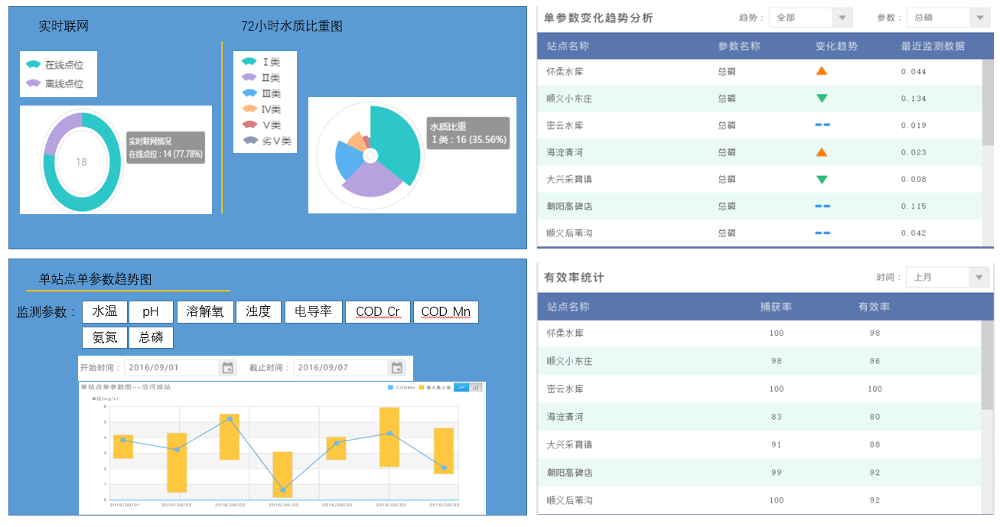 实时联网
72小时水质比重图
在线点位
离线点位
18
实时联网情况
在线点位 : 14 (77.78%)
Ⅰ类
Ⅱ类
Ⅲ类
Ⅳ类
Ⅴ类
劣Ⅴ类
水质比重
Ⅰ类 : 16 (35.56%)
单参数变化趋势分析
趋势 : 全部 参数 : 总磷
站点名称 参数名称 变化趋势 最近监测数据
怀柔水库 总磷 0.044
顺义小东庄 总磷 0.134
密云水库 总磷 0.019
海淀清河 总磷 0.023
大兴采育镇 总磷 0.008
朝阳高碑店 总磷 0.115
顺义后苇沟 总磷 0.042
单站点单参数趋势图
监测参数 : 水温 pH 溶解氧 浊度 电导率 COD_Cr COD_Mn
氨氮 总磷
开始时间 : 2016/09/01 截止时间 : 2016/09/07
单站点单参数图--沿河城站
CODMn 最大最小值
单位(mg/L)
6
5
4
3
2
1
0
2016/09/01 2016/09/02 2016/09/02 2016/09/02 2016/09/02 2016/09/02 2016/09/02
有效率统计
时间 : 上月
站点名称 捕获率 有效率
怀柔水库 100 98
顺义小东庄 98 96
密云水库 100 100
海淀清河 83 80
大兴采育镇 91 88
朝阳高碑店 99 92
顺义后苇沟 100 92